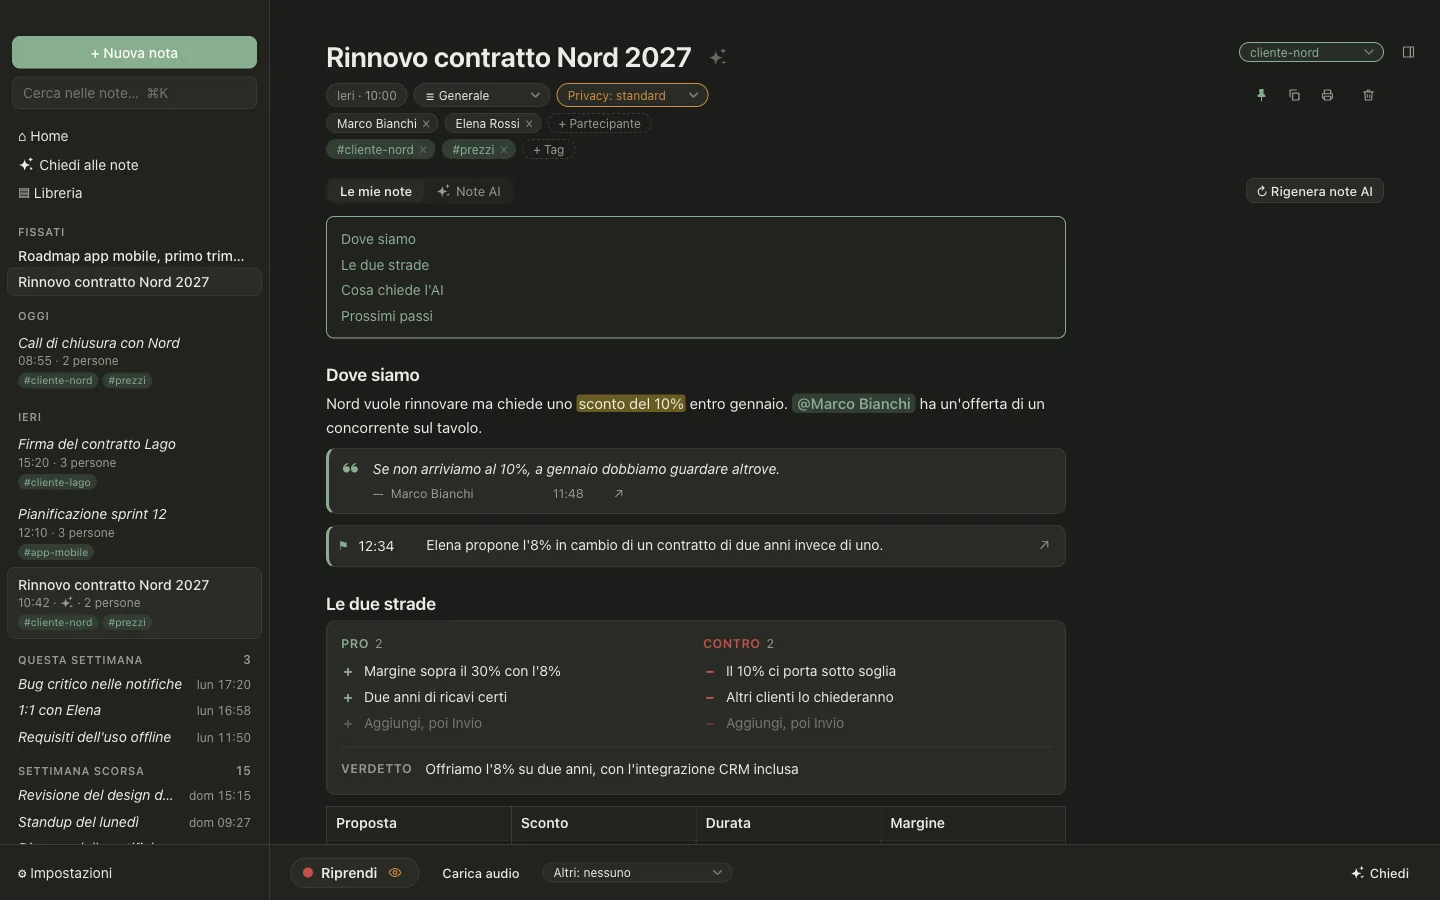 + Nuova nota
Cerca nelle note... ⌘K
Home
Chiedi alle note
Libreria
FISSATI
Roadmap app mobile, primo trim...
Rinnovo contratto Nord 2027
OGGI
Call di chiusura con Nord
08:55 · 2 persone
#cliente-nord #prezzi
IERI
Firma del contratto Lago
15:20 · 3 persone
#cliente-lago
Pianificazione sprint 12
12:10 · 3 persone
#app-mobile
Rinnovo contratto Nord 2027
10:42 · · 2 persone
#cliente-nord #prezzi
QUESTA SETTIMANA 3
Bug critico nelle notifiche lun 17:20
1:1 con Elena lun 16:58
Requisiti dell'uso offline lun 11:50
SETTIMANA SCORSA 15
Revisione del design d... dom 15:15
Standup del lunedì dom 09:27
Impostazioni
Rinnovo contratto Nord 2027
cliente-nord
Ieri · 10:00 Generale Privacy: standard
Marco Bianchi × Elena Rossi × + Partecipante
#cliente-nord × #prezzi × + Tag
Le mie note Note AI
Rigenera note AI
Dove siamo
Le due strade
Cosa chiede l'AI
Prossimi passi
Dove siamo
Nord vuole rinnovare ma chiede uno sconto del 10% entro gennaio. @Marco Bianchi ha un'offerta di un
concorrente sul tavolo.
Se non arriviamo al 10%, a gennaio dobbiamo guardare altrove.
— Marco Bianchi 11:48 ↗
12:34 Elena propone l'8% in cambio di un contratto di due anni invece di uno. ↗
Le due strade
PRO 2
+ Margine sopra il 30% con l'8%
+ Due anni di ricavi certi
+ Aggiungi, poi Invio
CONTRO 2
– Il 10% ci porta sotto soglia
– Altri clienti lo chiederanno
– Aggiungi, poi Invio
VERDETTO Offriamo l'8% su due anni, con l'integrazione CRM inclusa
Proposta Sconto Durata Margine
Riprendi Carica audio Altri: nessuno
Chiedi